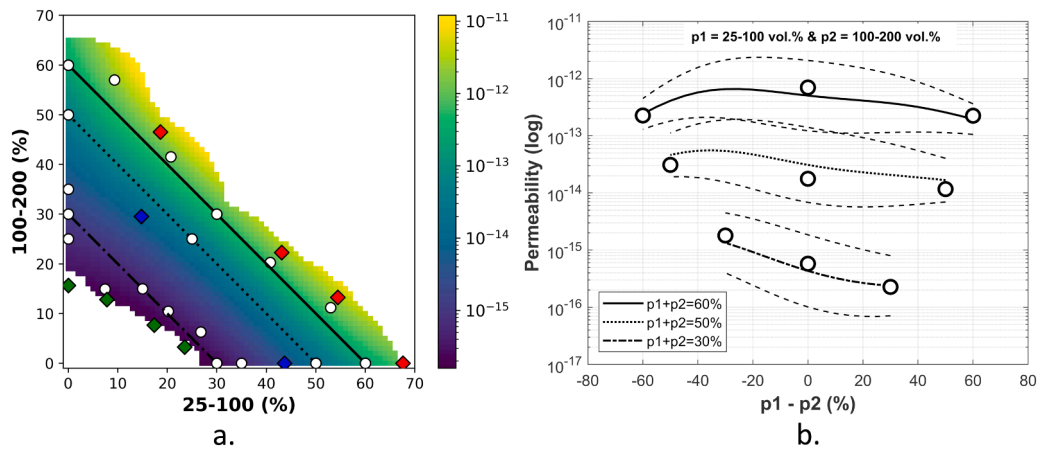 70
60
50
40
30
20
10
0
100-200 (%)
0 10 20 30 40 50 60 70
25-100 (%)
10⁻¹¹
10⁻¹²
10⁻¹³
10⁻¹⁴
10⁻¹⁵
a.
p1 = 25-100 vol.% & p2 = 100-200 vol.%
10⁻¹¹
10⁻¹²
10⁻¹³
10⁻¹⁴
10⁻¹⁵
10⁻¹⁶
10⁻¹⁷
Permeability (log)
p1+p2=60%
p1+p2=50%
p1+p2=30%
-80 -60 -40 -20 0 20 40 60 80
p1 - p2 (%)
b.